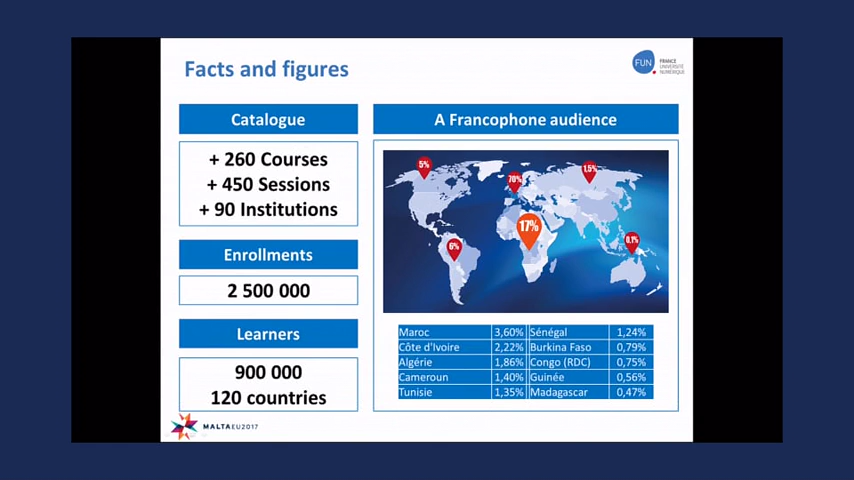 Facts and figures
FUN
FRANCE
UNIVERSITÉ
NUMÉRIQUE
Catalogue
+ 260 Courses
+ 450 Sessions
+ 90 Institutions
Enrollments
2 500 000
Learners
900 000
120 countries
A Francophone audience
5%
1.5%
70%
17%
6%
0.1%
Maroc 3,60% Sénégal 1,24%
Côte d'Ivoire 2,22% Burkina Faso 0,79%
Algérie 1,86% Congo (RDC) 0,75%
Cameroun 1,40% Guinée 0,56%
Tunisie 1,35% Madagascar 0,47%
MALTAEU2017